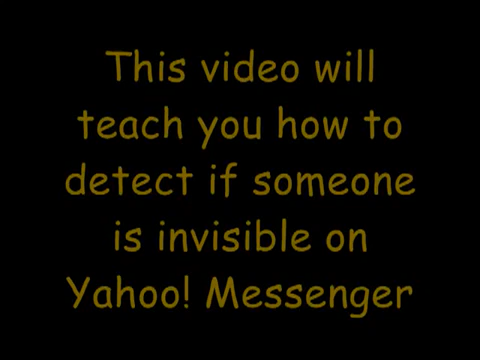 This video will
teach you how to
detect if someone
is invisible on
Yahoo! Messenger